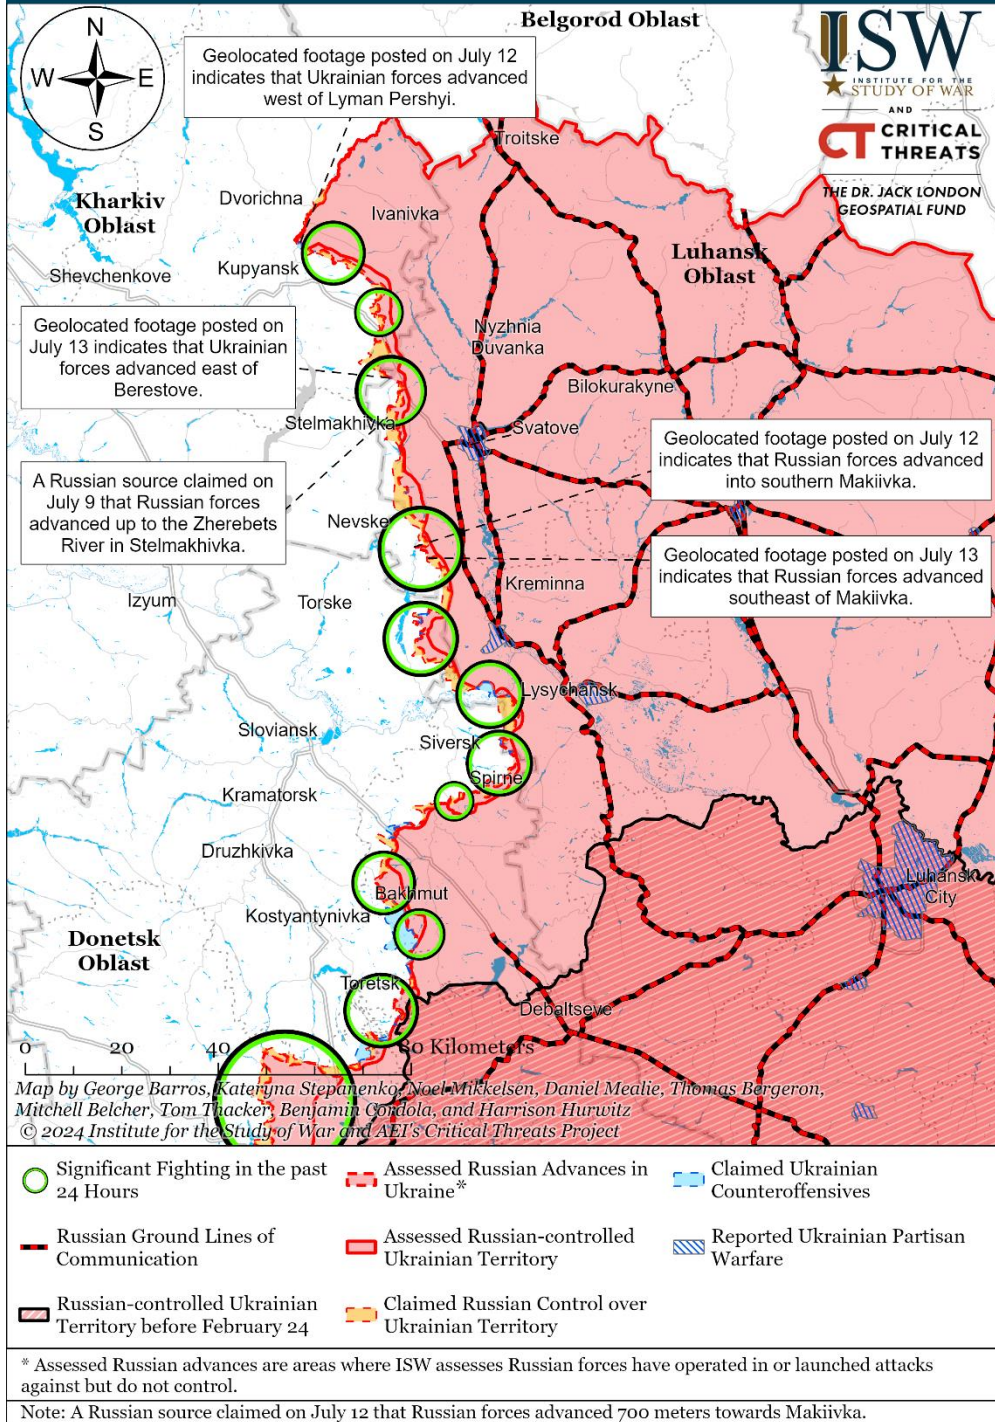 Belgorod Oblast
N
W
E
S
Geolocated footage posted on July 12
indicates that Ukrainian forces advanced
west of Lyman Pershyi.
ISW
INSTITUTE FOR THE
STUDY OF WAR
AND
CT CRITICAL
THREATS
THE DR. JACK LONDON
GEOSPATIAL FUND
Troitske
Dvorichna
Kharkiv
Oblast
Ivanivka
Luhansk
Oblast
Shevchenkove
Kupyansk
Geolocated footage posted on
July 13 indicates that Ukrainian
forces advanced east of
Berestove.
Nyzhnia
Duvanka
Bilokurakyne
Stelmakhivka
Svatove
Geolocated footage posted on July 12
indicates that Russian forces advanced
into southern Makiivka.
A Russian source claimed on
July 9 that Russian forces
advanced up to the Zherebets
River in Stelmakhivka.
Nevske
Geolocated footage posted on July 13
indicates that Russian forces advanced
southeast of Makiivka.
Kreminna
Izyum
Torske
Lysychansk
Sloviansk
Siversk
Spirne
Kramatorsk
Druzhkivka
Bakhmut
Luhansk
City
Kostyantynivka
Donetsk
Oblast
Toretsk
Debaltseve
0 20 40 80 Kilometers
Map by George Barros, Kateryna Stepanenko, Noel Mikkelsen, Daniel Mealie, Thomas Bergeron,
Mitchell Belcher, Tom Thacker, Benjamin Cordola, and Harrison Hurwitz
© 2024 Institute for the Study of War and AEI's Critical Threats Project
Significant Fighting in the past
24 Hours
Assessed Russian Advances in
Ukraine*
Claimed Ukrainian
Counteroffensives
Russian Ground Lines of
Communication
Assessed Russian-controlled
Ukrainian Territory
Reported Ukrainian Partisan
Warfare
Russian-controlled Ukrainian
Territory before February 24
Claimed Russian Control over
Ukrainian Territory
* Assessed Russian advances are areas where ISW assesses Russian forces have operated in or launched attacks
against but do not control.
Note: A Russian source claimed on July 12 that Russian forces advanced 700 meters towards Makiivka.